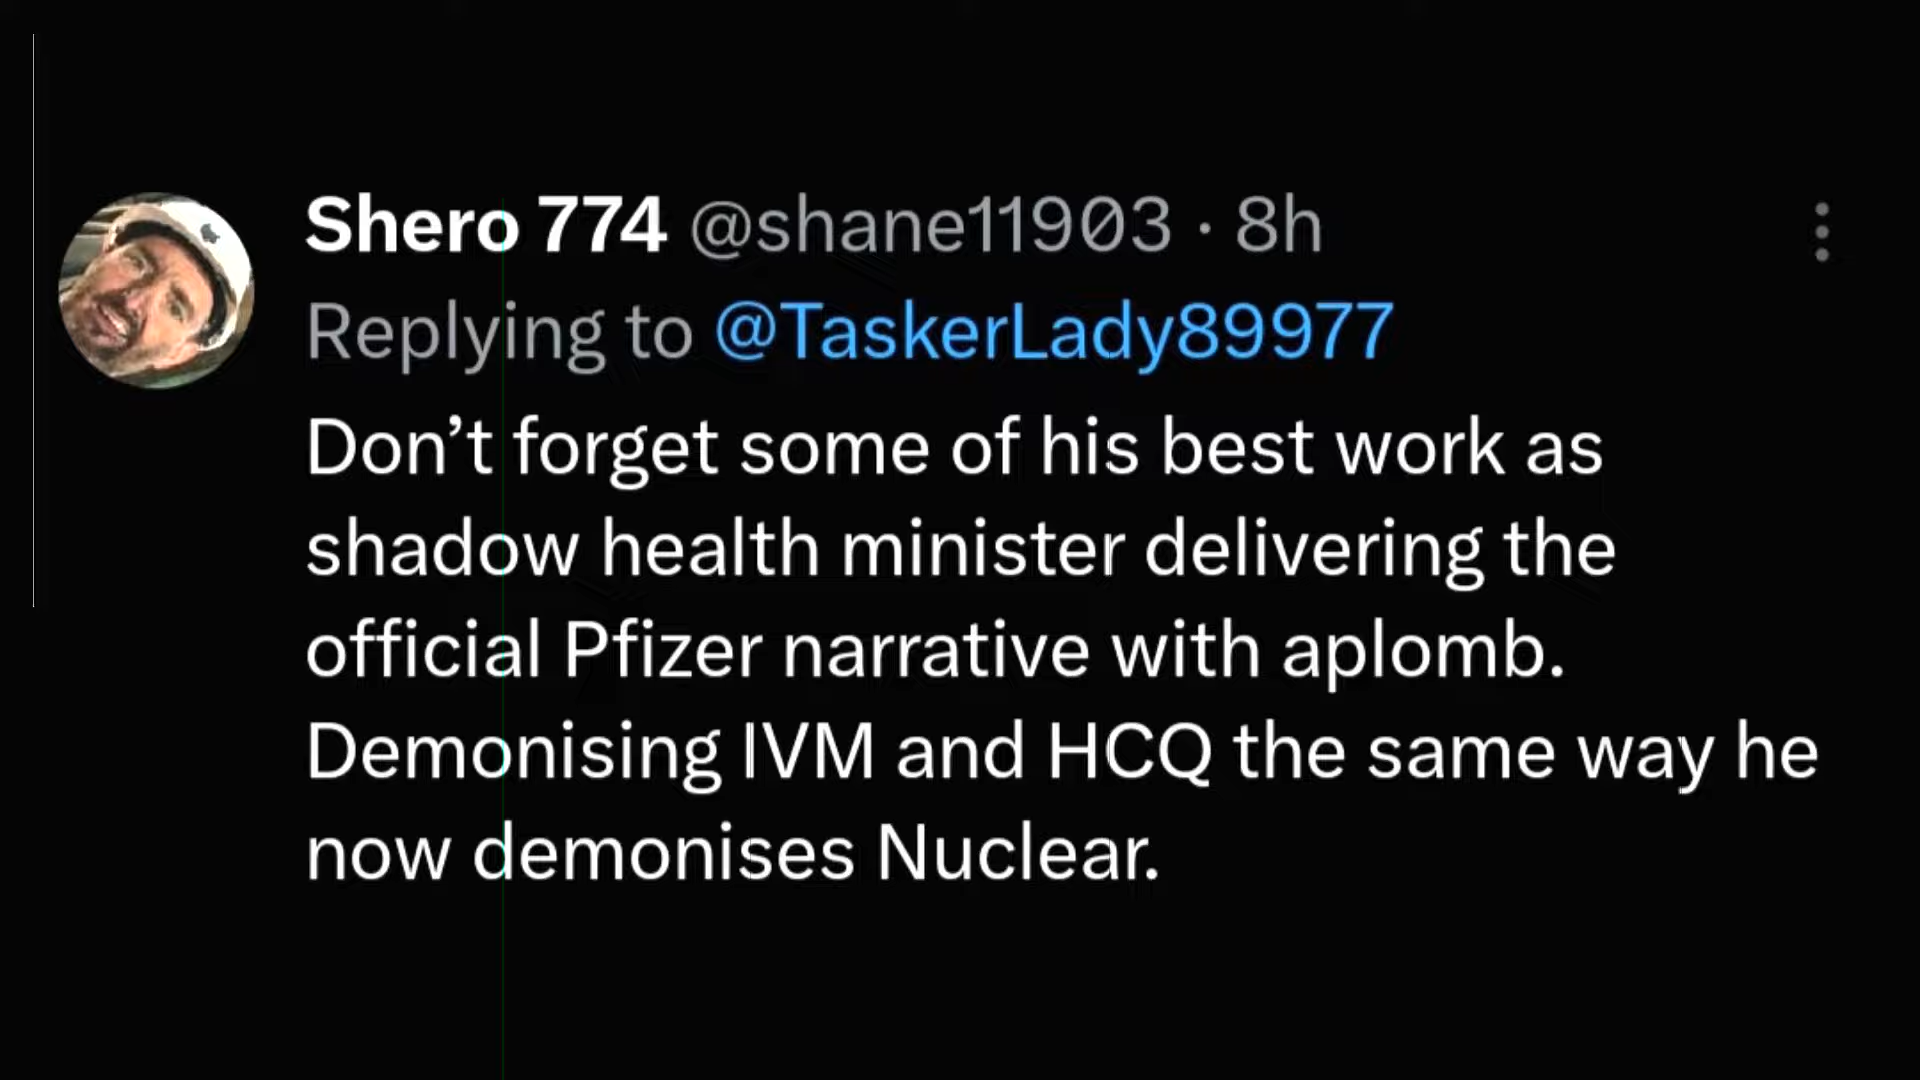 Shero 774 @shane11903 · 8h
Replying to @TaskerLady89977
Don’t forget some of his best work as
shadow health minister delivering the
official Pfizer narrative with aplomb.
Demonising IVM and HCQ the same way he
now demonises Nuclear.